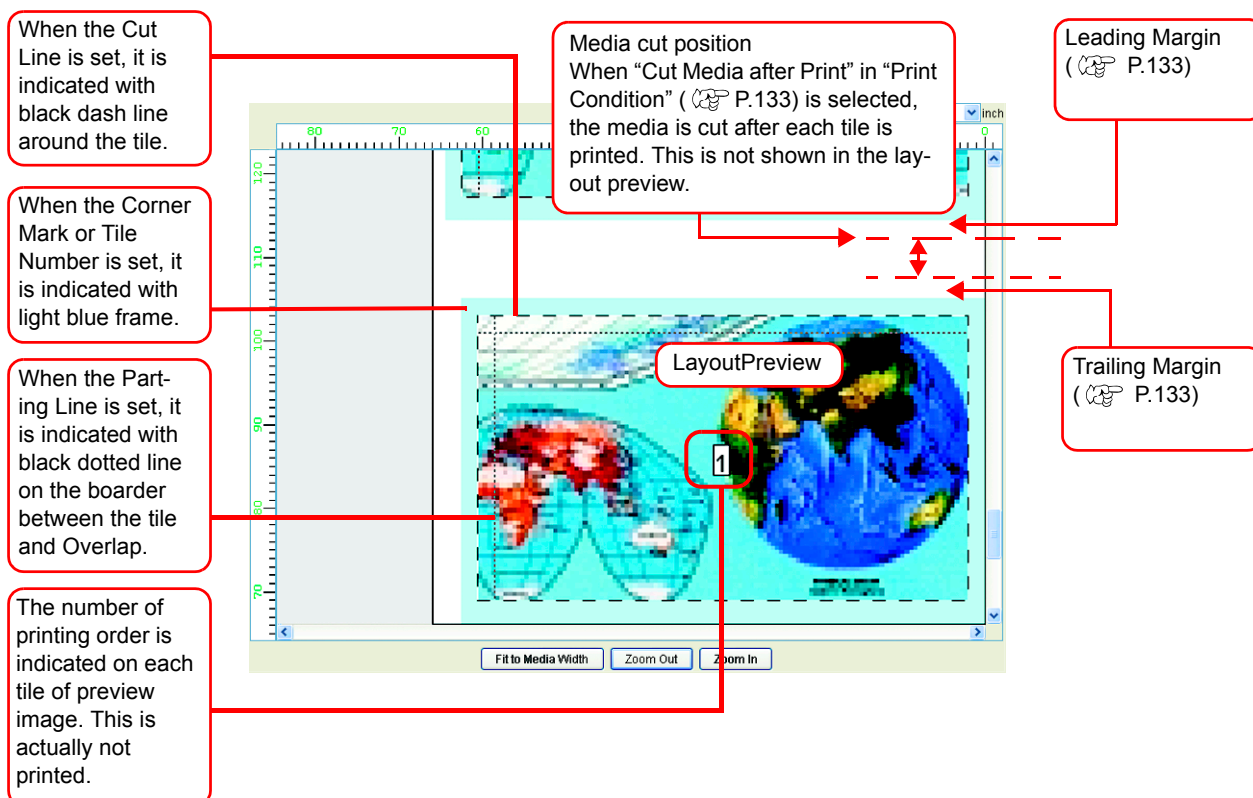 When the Cut
Line is set, it is
indicated with
black dash line
around the tile.
When the Corner
Mark or Tile
Number is set, it
is indicated with
light blue frame.
When the Part-
ing Line is set, it
is indicated with
black dotted line
on the boarder
between the tile
and Overlap.
The number of
printing order is
indicated on each
tile of preview
image. This is
actually not
printed.
Media cut position
When “Cut Media after Print” in “Print
Condition” ( P.133) is selected,
the media is cut after each tile is
printed. This is not shown in the lay-
out preview.
Leading Margin
( P.133)
Trailing Margin
( P.133)
inch
80 70 60 0
120
110
100
90
80
70
LayoutPreview
1
Fit to Media Width Zoom Out Zoom In